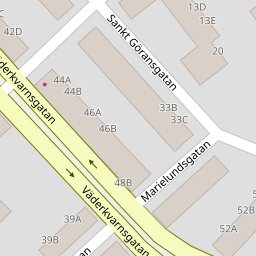 42D
13D
13E
20
Sankt Göransgatan
44A
44B
33B
33C
46A
46B
Väderkvarnsgatan
Marielundsgatan
48B
Väderkvarnsgatan
39A
39B
52B
52A